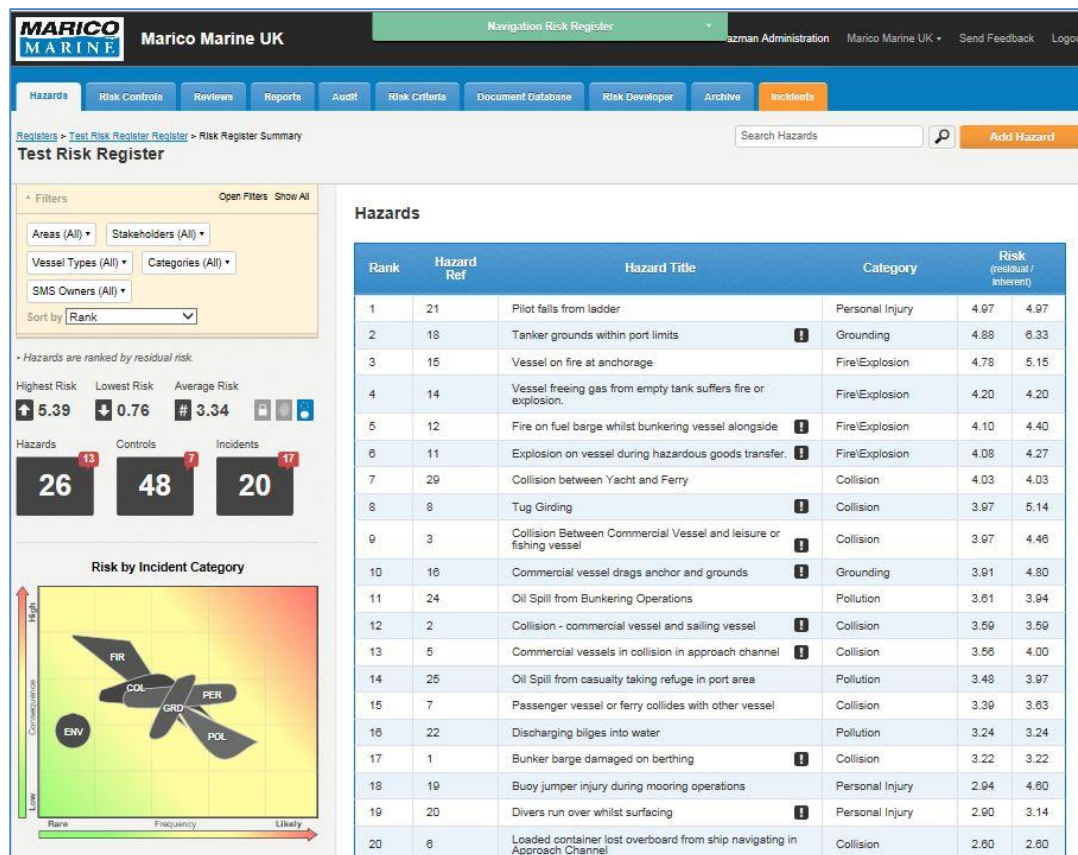 MARICO
MARINE
Marico Marine UK
Navigation Risk Register
azman Administration
Marico Marine UK
Send Feedback
Logou
Hazards
Risk Controls
Reviews
Reports
Audit
Risk Criteria
Document Database
Risk Developer
Archive
Incidents
Registers > Test Risk Register Register > Risk Register Summary
Test Risk Register
Search Hazards
Add Hazard
Filters
Open Filters Show All
Areas (All)
Stakeholders (All)
Vessel Types (All)
Categories (All)
SMS Owners (All)
Sort by Rank
• Hazards are ranked by residual risk.
Highest Risk Lowest Risk Average Risk
5.39 0.76 # 3.34
Hazards Controls Incidents
13 7 17
26 48 20
Risk by Incident Category
High
Consequence
Low
FIR
COL
PER
GRD
ENV
POL
Rare Frequency Likely
Hazards
Rank Hazard Ref Hazard Title Category Risk (residual / inherent)
1 21 Pilot falls from ladder Personal Injury 4.97 4.97
2 18 Tanker grounds within port limits ! Grounding 4.88 6.33
3 15 Vessel on fire at anchorage Fire\Explosion 4.78 5.15
4 14 Vessel freeing gas from empty tank suffers fire or
explosion. Fire\Explosion 4.20 4.20
5 12 Fire on fuel barge whilst bunkering vessel alongside ! Fire\Explosion 4.10 4.40
6 11 Explosion on vessel during hazardous goods transfer. ! Fire\Explosion 4.08 4.27
7 29 Collision between Yacht and Ferry Collision 4.03 4.03
8 8 Tug Girding ! Collision 3.97 5.14
9 3 Collision Between Commercial Vessel and leisure or
fishing vessel ! Collision 3.97 4.46
10 16 Commercial vessel drags anchor and grounds ! Grounding 3.91 4.80
11 24 Oil Spill from Bunkering Operations Pollution 3.61 3.94
12 2 Collision - commercial vessel and sailing vessel ! Collision 3.59 3.59
13 5 Commercial vessels in collision in approach channel ! Collision 3.56 4.00
14 25 Oil Spill from casualty taking refuge in port area Pollution 3.48 3.97
15 7 Passenger vessel or ferry collides with other vessel Collision 3.39 3.63
16 22 Discharging bilges into water Pollution 3.24 3.24
17 1 Bunker barge damaged on berthing ! Collision 3.22 3.22
18 19 Buoy jumper injury during mooring operations Personal Injury 2.94 4.60
19 20 Divers run over whilst surfacing ! Personal Injury 2.90 3.14
20 6 Loaded container lost overboard from ship navigating in
Approach Channel Collision 2.60 2.60